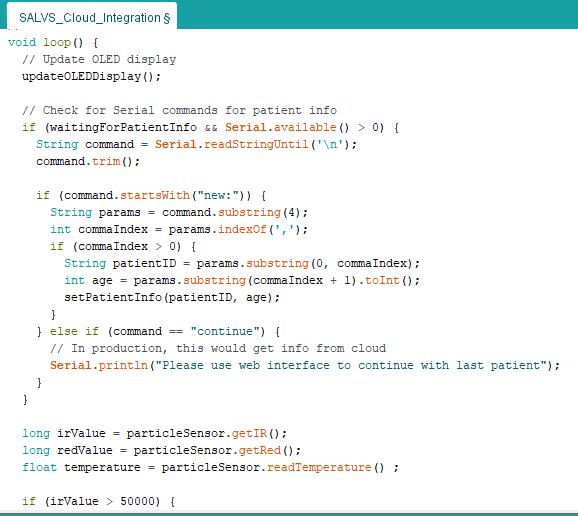 SALVS_Cloud_Integration §
void loop() {
  // Update OLED display
  updateOLEDDisplay();

  // Check for Serial commands for patient info
  if (waitingForPatientInfo && Serial.available() > 0) {
    String command = Serial.readStringUntil('\n');
    command.trim();

    if (command.startsWith("new:")) {
      String params = command.substring(4);
      int commaIndex = params.indexOf(',');
      if (commaIndex > 0) {
        String patientID = params.substring(0, commaIndex);
        int age = params.substring(commaIndex + 1).toInt();
        setPatientInfo(patientID, age);
      }
    } else if (command == "continue") {
      // In production, this would get info from cloud
      Serial.println("Please use web interface to continue with last patient");
    }
  }

  long irValue = particleSensor.getIR();
  long redValue = particleSensor.getRed();
  float temperature = particleSensor.readTemperature() ;

  if (irValue > 50000) {